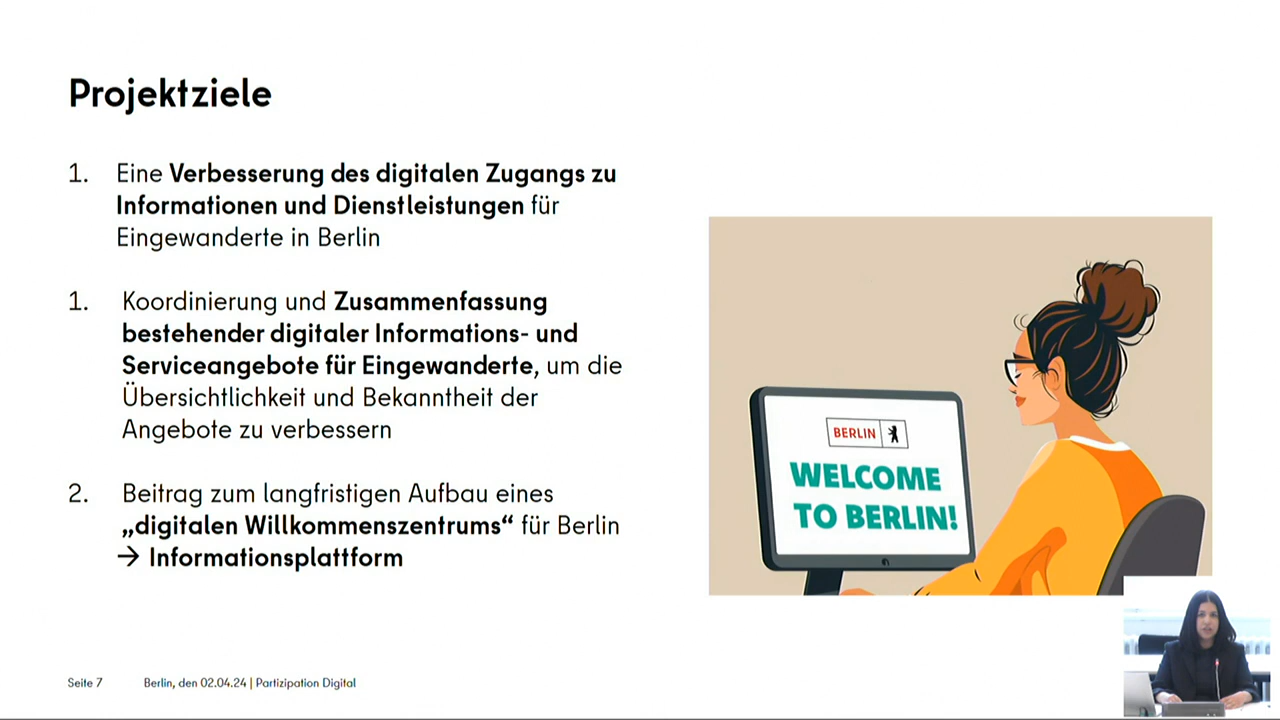 Projektziele
1. Eine Verbesserung des digitalen Zugangs zu
Informationen und Dienstleistungen für
Eingewanderte in Berlin
1. Koordinierung und Zusammenfassung
bestehender digitaler Informations- und
Serviceangebote für Eingewanderte, um die
Übersichtlichkeit und Bekanntheit der
Angebote zu verbessern
2. Beitrag zum langfristigen Aufbau eines
„digitalen Willkommenszentrums“ für Berlin
→ Informationsplattform
BERLIN
WELCOME
TO BERLIN!
Seite 7 Berlin, den 02.04.24 | Partizipation Digital